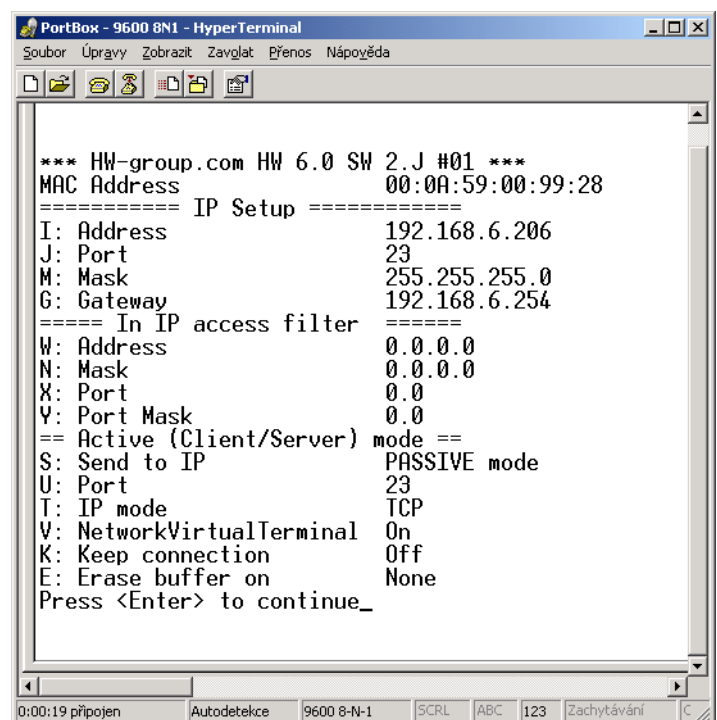 PortBox - 9600 8N1 - HyperTerminal
Soubor Úpravy Zobrazit Zavolat Přenos Nápověda
*** HW-group.com HW 6.0 SW 2.J #01 ***
MAC Address 00:0A:59:00:99:28
=========== IP Setup ============
I: Address 192.168.6.206
J: Port 23
M: Mask 255.255.255.0
G: Gateway 192.168.6.254
===== In IP access filter ======
W: Address 0.0.0.0
N: Mask 0.0.0.0
X: Port 0.0
Y: Port Mask 0.0
== Active (Client/Server) mode ==
S: Send to IP PASSIVE mode
U: Port 23
T: IP mode TCP
V: NetworkVirtualTerminal On
K: Keep connection Off
E: Erase buffer on None
Press <Enter> to continue_
0:00:19 připojen Autodetekce 9600 8-N-1 SCRL ABC 123 Zachytávání